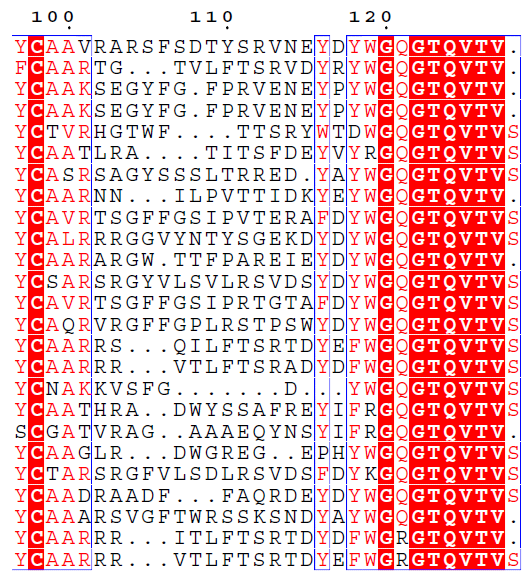 100 110 120
YCAAVRARSFSDTYSRVNEYDYWGQGTQVTV.
FCAARTG...TVLFTSRVDYRYWGQGTQVTV.
YCAAKSEGYFG.FPRVENEYPYWGQGTQVTV.
YCAAKSEGYFG.FPRVENEYPYWGQGTQVTV.
YCTVRHGTWF....TTSRYWTDWGQGTQVTVS
YCAATLRA....TITSFDEYVYRGQGTQVTVS
YCASRSAGYSSSLTRRED.YAYWGQGTQVTVS
YCAARNN...ILPVTTIDKYEYWGQGTQVTV.
YCAVRTSGFFGSIPVTERAFDYWGQGTQVTVS
YCALRRRGGVYNTYSGEKDYDYWGQGTQVTVS
YCAARARGW.TTFPAREIEYDYWGQGTQVTV.
YCSARSRGYVLSVLRSVDSYDYWGQGTQVTVS
YCAVRTSGFFGSIPRTGTAFDYWGQGTQVTVS
YCAQRVRGFFGPLRSTPSWYDYWGQGTQVTVS
YCAARRS...QILFTSRTDYEFWGQGTQVTVS
YCAARRR...VTLFTSRADYDFWGQGTQVTVS
YCNAKKVSFG.......D...YWGQGTQVTVS
YCAATHRA..DWYSSAFREYIFRGQGTQVTVS
SCGATVRAG..AAAEQYNSYIFRGQGTQVTV.
YCAAGLR...DWGREG..EPHYWGQGTQVTVS
YCTARSRGFVLSDLRSVDSFDYKGQGTQVTVS
YCAADRAADF...FAQRDEYDYWGQGTQVTVS
YCAAARSVGFTWRSSKSNDYAYWGQGTQVTV.
YCAARRR...ITLFTSRTDYDFWGRGTQVTV.
YCAARRR...VTLFTSRTDYEFWGRGTQVTVS